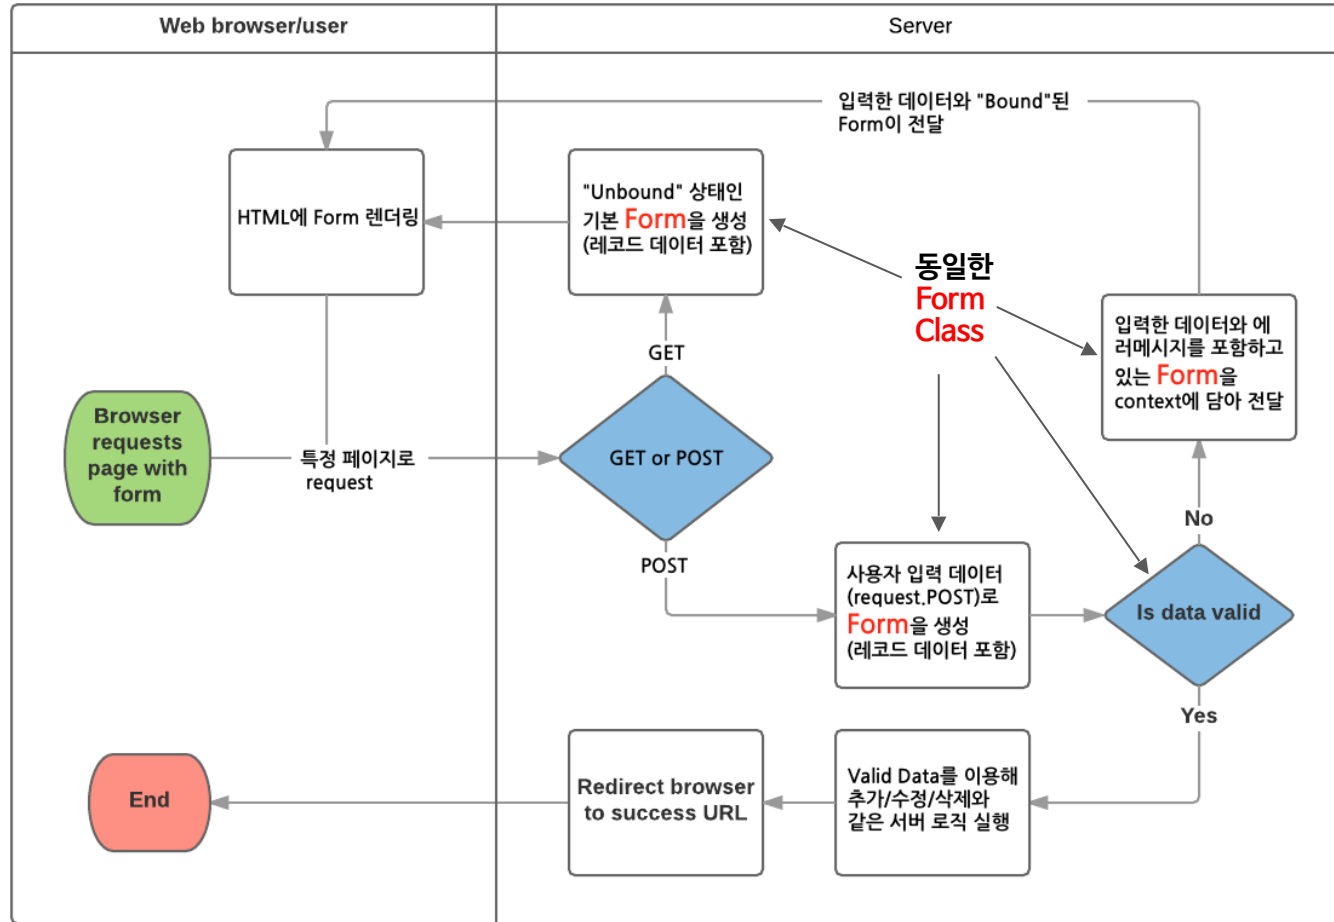 Web browser/user
Server
입력한 데이터와 "Bound"된
Form이 전달
HTML에 Form 렌더링
"Unbound" 상태인
기본 Form을 생성
(레코드 데이터 포함)
동일한
Form
Class
입력한 데이터와 에
러메시지를 포함하고
있는 Form을
context에 담아 전달
GET
Browser
requests
page with
form
특정 페이지로
request
GET or POST
No
POST
사용자 입력 데이터
(request.POST)로
Form을 생성
(레코드 데이터 포함)
Is data valid
Yes
End
Redirect browser
to success URL
Valid Data를 이용해
추가/수정/삭제와
같은 서버 로직 실행